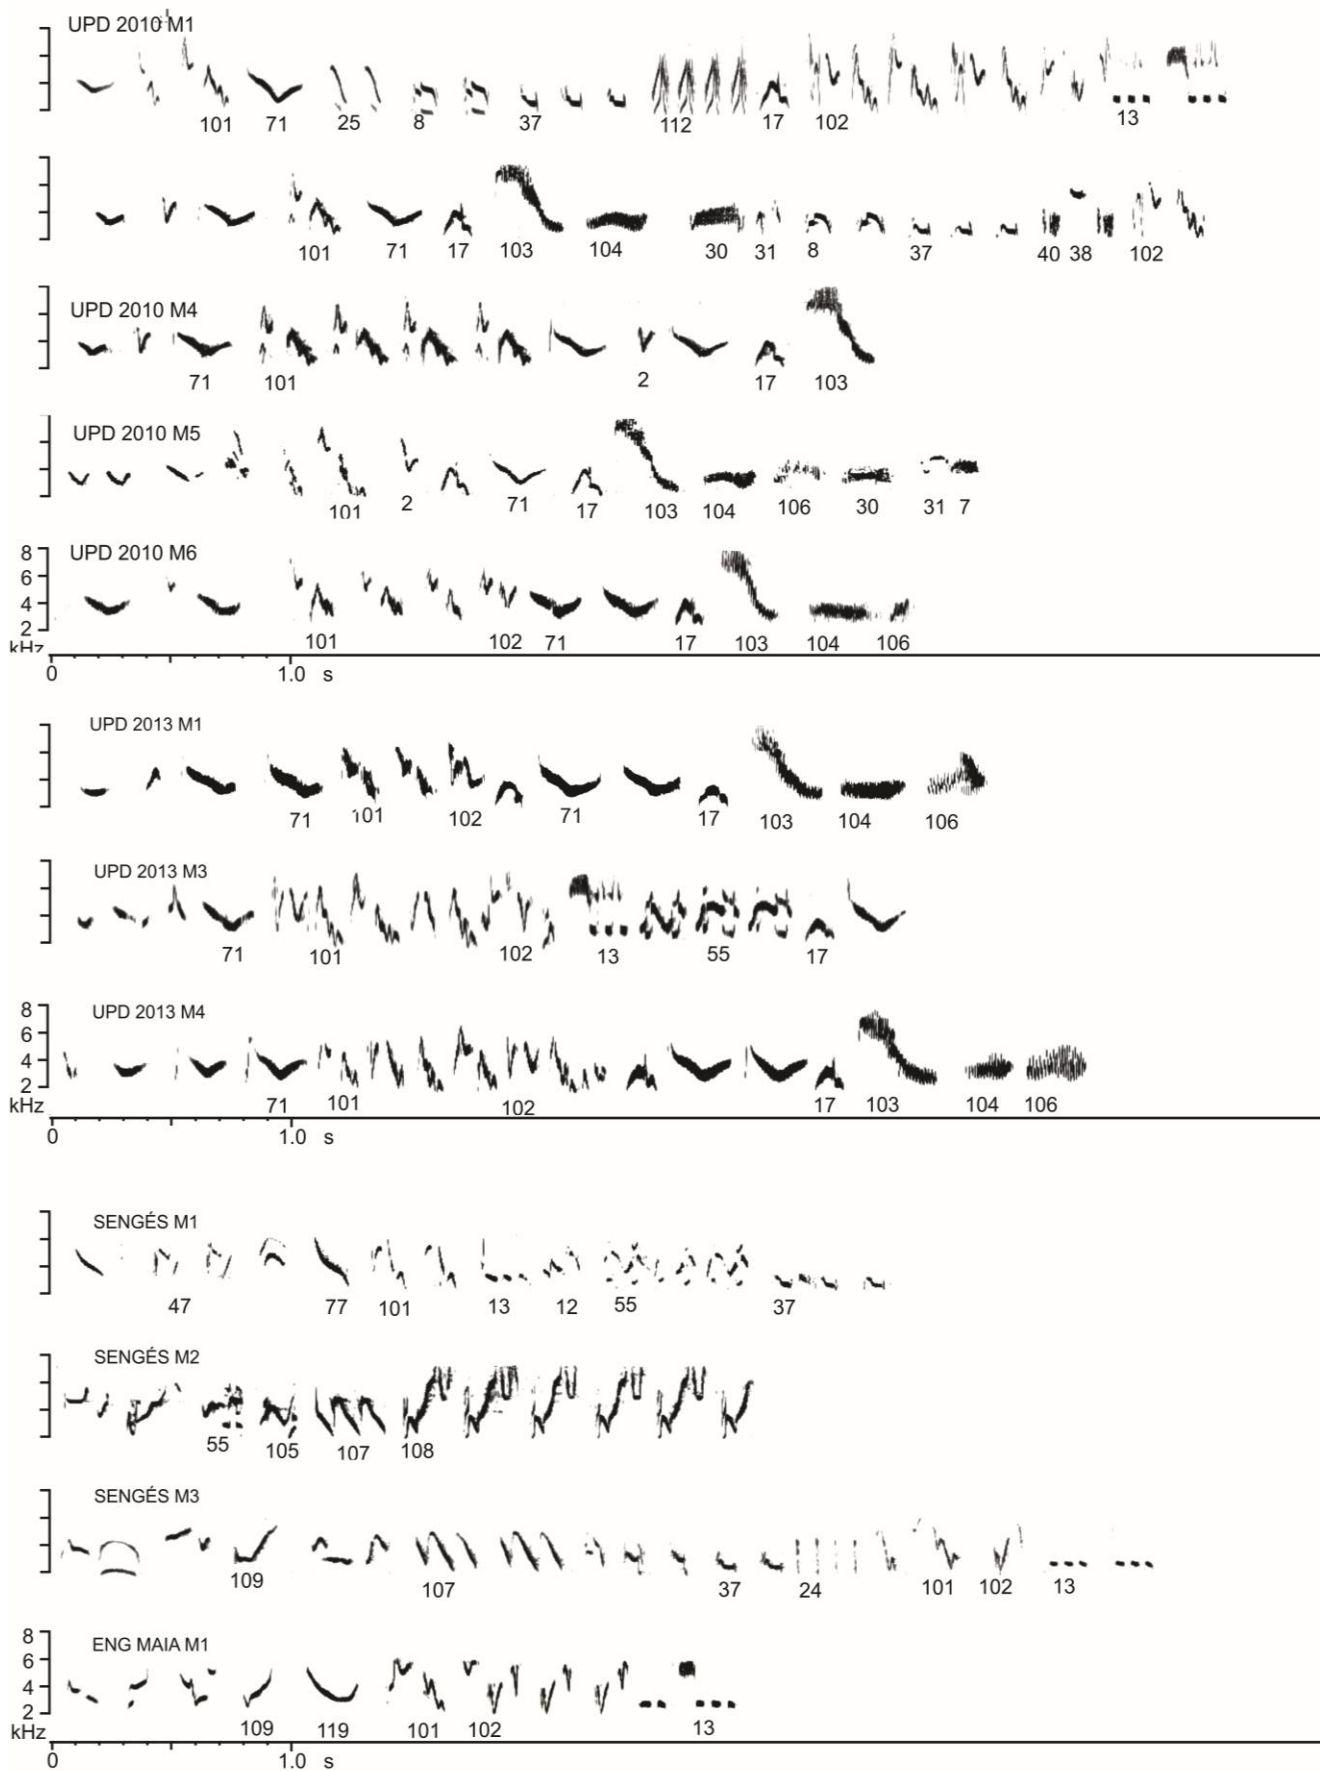 UPD 2010 M1
101 71 25 8 37 112 17 102 13
101 71 17 103 104 30 31 8 37 40 38 102
UPD 2010 M4
71 101 2 17 103
UPD 2010 M5
101 2 71 17 103 104 106 30 31 7
8 UPD 2010 M6
6
4
2
kHz 101 102 71 17 103 104 106
0 1.0 s
UPD 2013 M1
71 101 102 71 17 103 104 106
UPD 2013 M3
71 101 102 13 55 17
8 UPD 2013 M4
6
4
2
kHz 71 101 102 17 103 104 106
0 1.0 s
SENGÉS M1
47 77 101 13 12 55 37
SENGÉS M2
55 105 107 108
SENGÉS M3
109 107 37 24 101 102 13
8 ENG MAIA M1
6
4
2
kHz 109 119 101 102 13
0 1.0 s